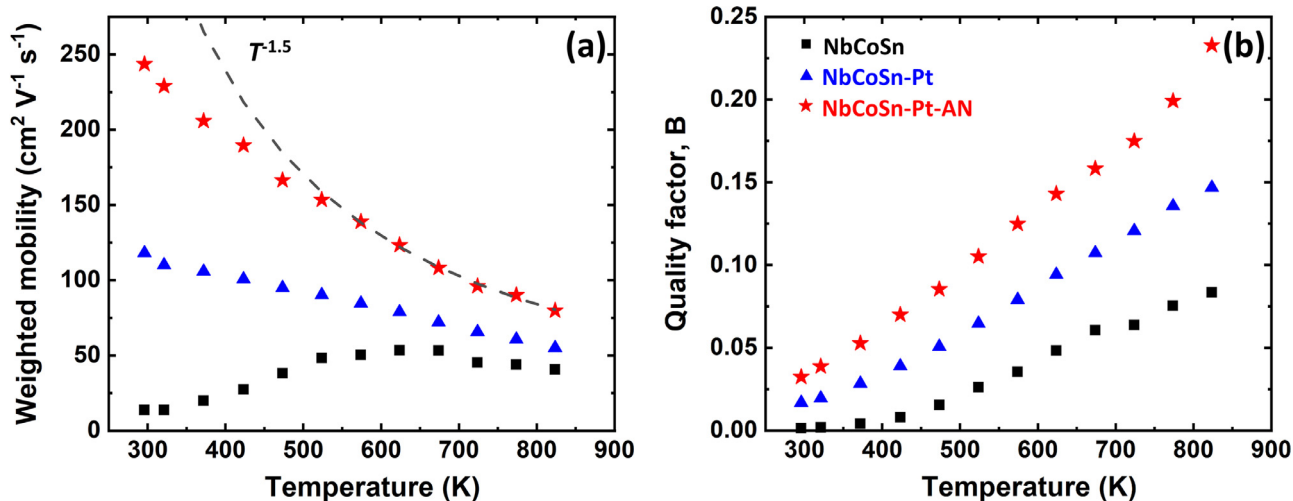 (a)
T-1.5
Weighted mobility (cm2 V-1 s-1)
250
200
150
100
50
0
300 400 500 600 700 800 900
Temperature (K)
(b)
NbCoSn
NbCoSn-Pt
NbCoSn-Pt-AN
Quality factor, B
0.25
0.20
0.15
0.10
0.05
0.00
300 400 500 600 700 800 900
Temperature (K)